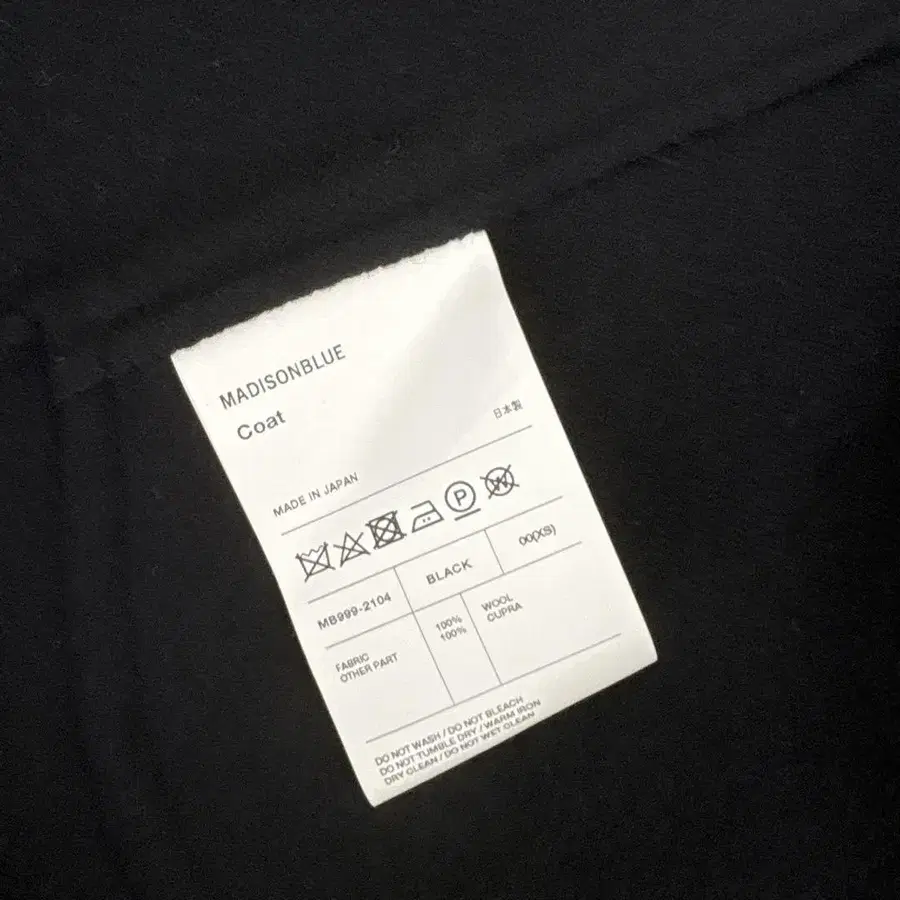 MADISONBLUE
Coat
MADE IN JAPAN 日本製
P W
MB999-2104 BLACK 00(XS)
FABRIC 100% WOOL
OTHER PART 100% CUPRA
DO NOT WASH / DO NOT BLEACH
DO NOT TUMBLE DRY / WARM IRON
DRY CLEAN / DO NOT WET CLEAN